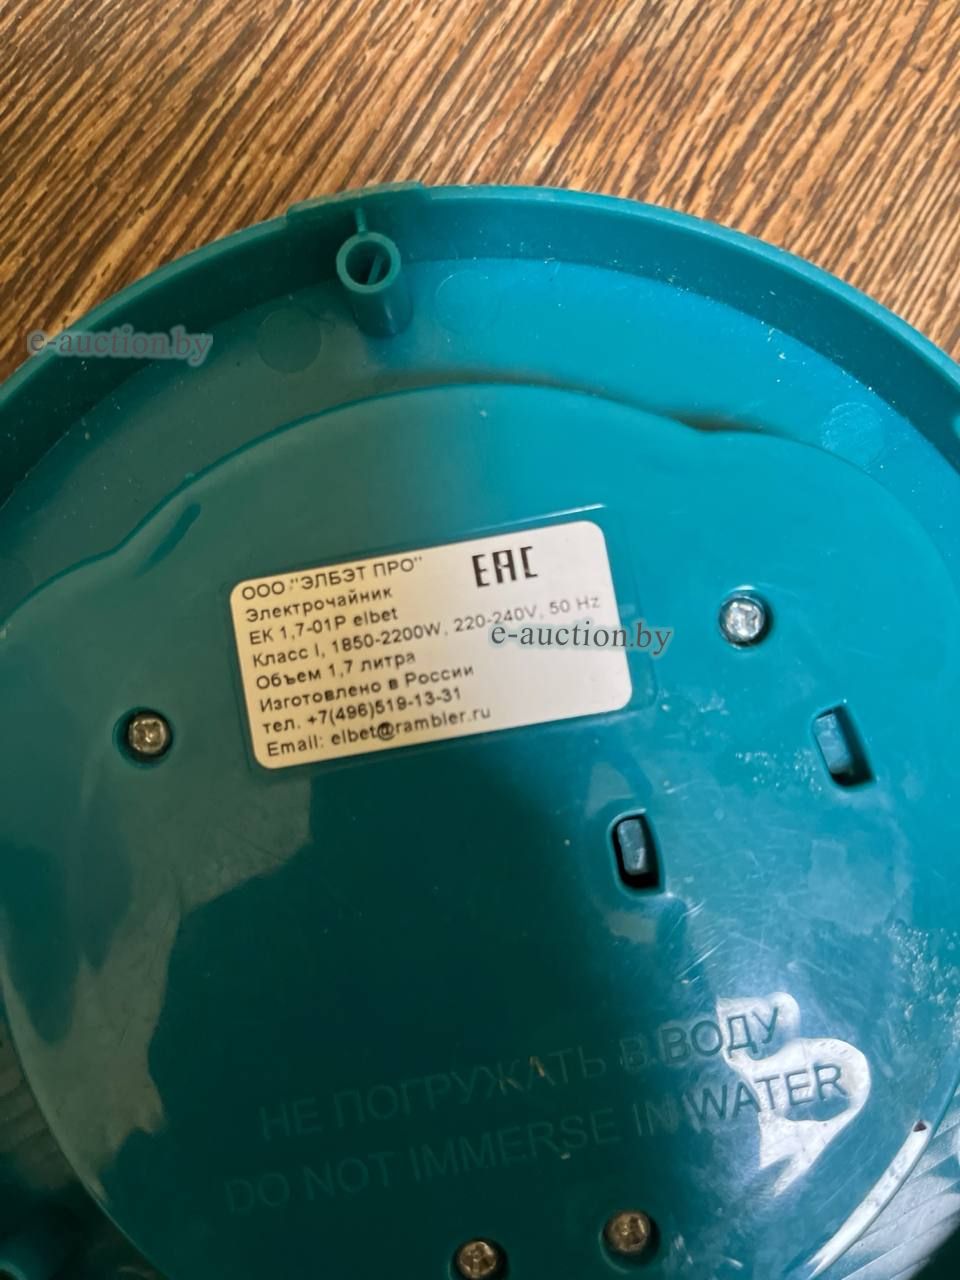 e-auction.by
ООО "ЭЛБЭТ ПРО"
EAC
Электрочайник
ЕК 1,7-01Р elbet
Класс I, 1850-2200W, 220-240V, 50 Hz
e-auction.by
Объем 1,7 литра
Изготовлено в России
тел. +7(496)519-13-31
Email: elbet@rambler.ru
НЕ ПОГРУЖАТЬ В ВОДУ
DO NOT IMMERSE IN WATER